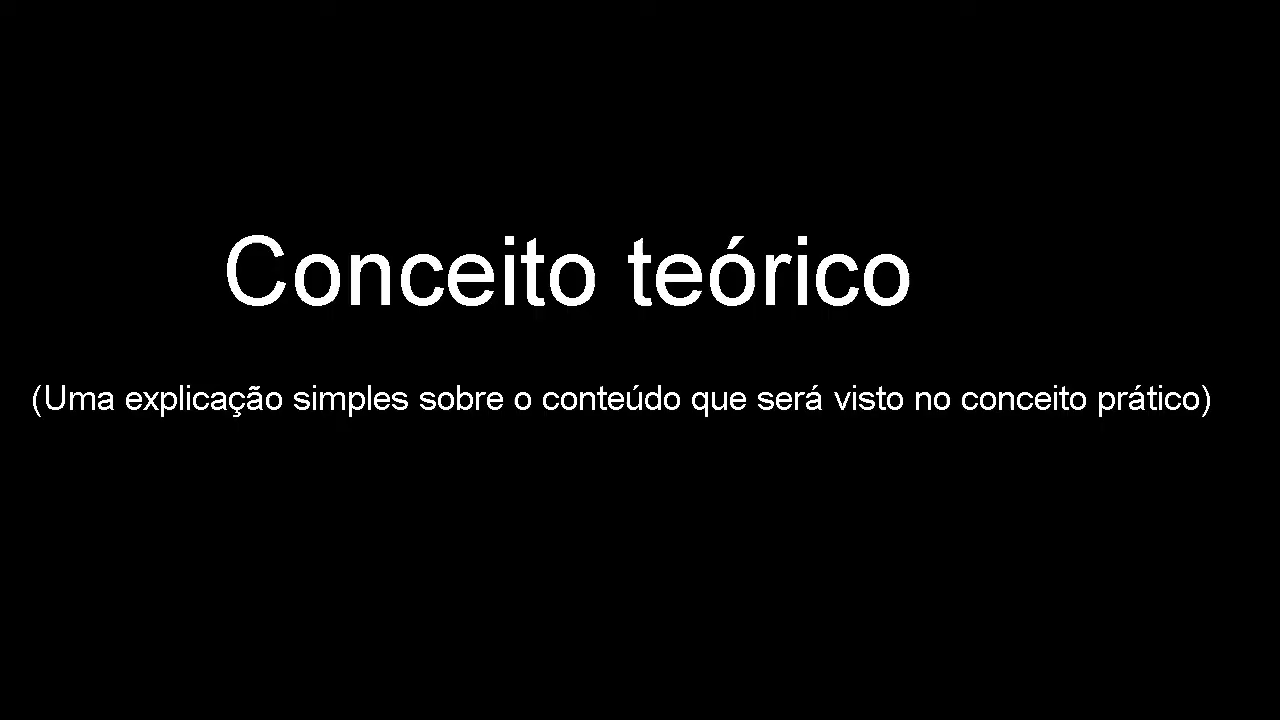 Conceito teórico
(Uma explicação simples sobre o conteúdo que será visto no conceito prático)